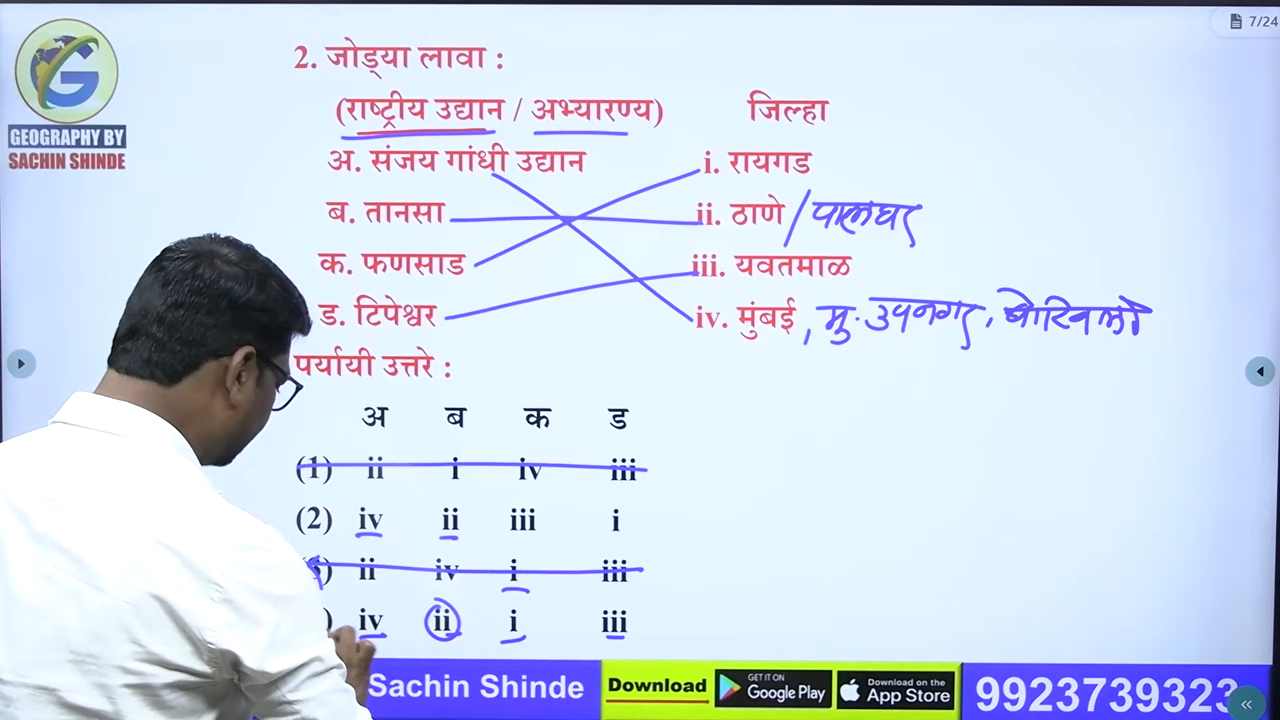 7/24
GEOGRAPHY BY
SACHIN SHINDE
2. जोड्या लावा :
(राष्ट्रीय उद्यान / अभ्यारण्य) जिल्हा
अ. संजय गांधी उद्यान i. रायगड
ब. तानसा ii. ठाणे / पालघर
क. फणसाड iii. यवतमाळ
ड. टिपेश्वर iv. मुंबई, मु. उपनगर, बोरिवली
पर्यायी उत्तरे :
अ ब क ड
(1) ii i iv iii
(2) iv ii iii i
ii iv i iii
) iv ii i iii
Sachin Shinde Download GET IT ON Google Play Download on the App Store 9923739323